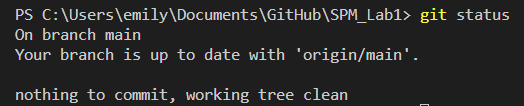 PS C:\Users\emily\Documents\GitHub\SPM_Lab1> git status
On branch main
Your branch is up to date with 'origin/main'.
nothing to commit, working tree clean